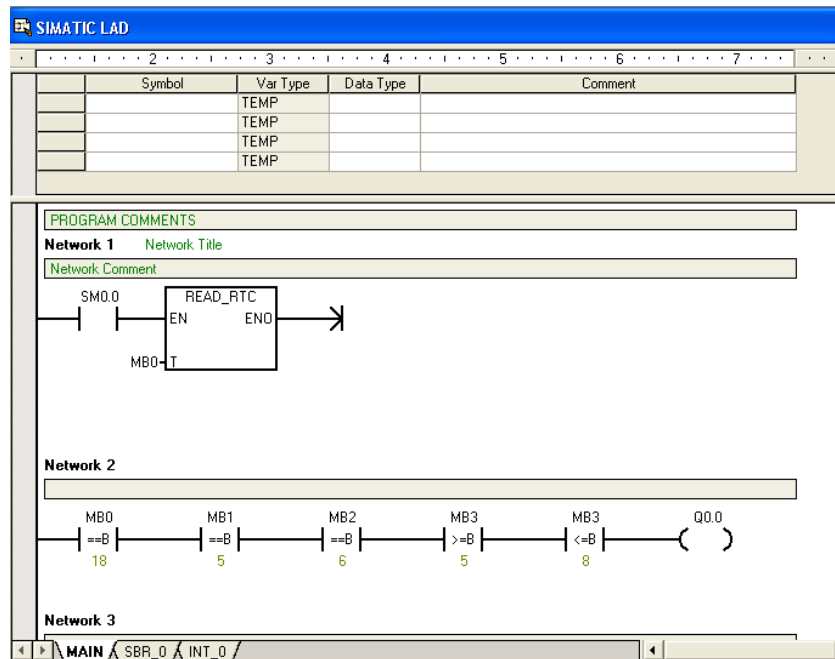 SIMATIC LAD
2 3 4 5 6 7
Symbol Var Type Data Type Comment
TEMP
TEMP
TEMP
TEMP
PROGRAM COMMENTS
Network 1 Network Title
Network Comment
SM0.0 READ_RTC
EN ENO
MB0 T
Network 2
MB0 MB1 MB2 MB3 MB3 Q0.0
==B ==B ==B >=B <=B
18 5 6 5 8
Network 3
MAIN SBR_0 INT_0